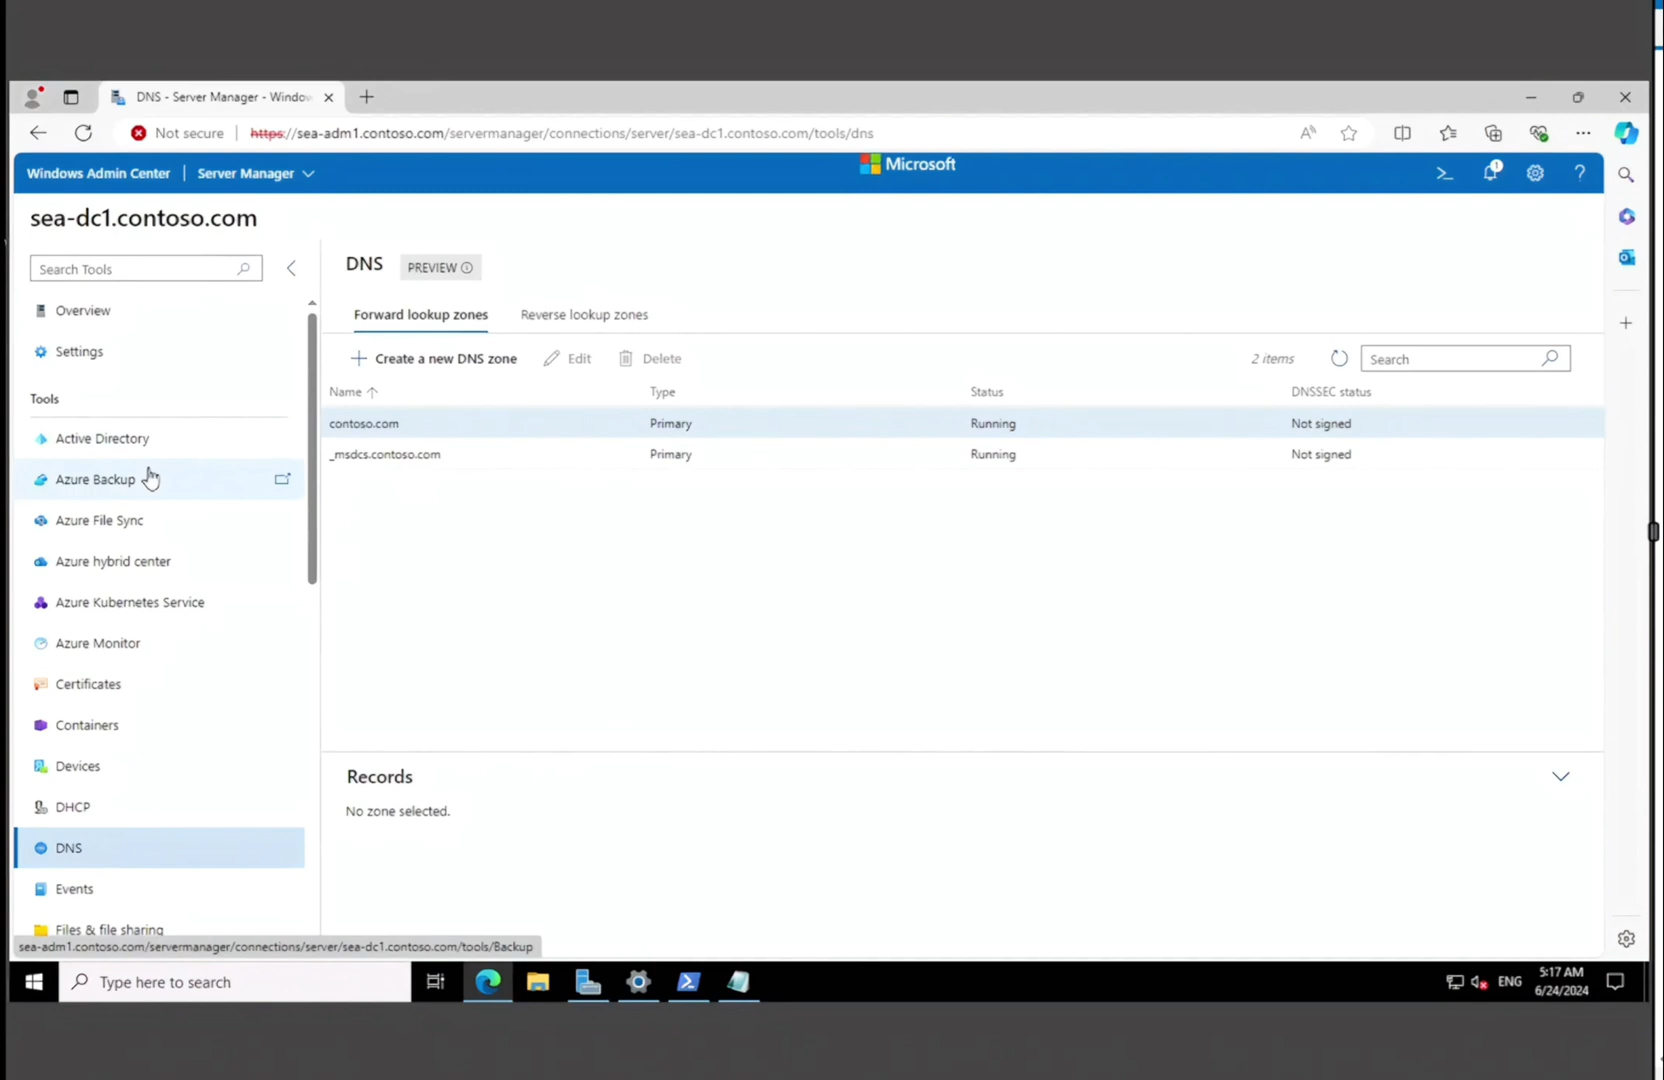 DNS - Server Manager - Window
Not secure
https://sea-adm1.contoso.com/servermanager/connections/server/sea-dc1.contoso.com/tools/dns
Windows Admin Center
Server Manager
Microsoft
1
sea-dc1.contoso.com
Search Tools
Overview
Settings
Tools
Active Directory
Azure Backup
Azure File Sync
Azure hybrid center
Azure Kubernetes Service
Azure Monitor
Certificates
Containers
Devices
DHCP
DNS
Events
Files & file sharing
DNS PREVIEW
Forward lookup zones Reverse lookup zones
Create a new DNS zone Edit Delete 2 items Search
Name Type Status DNSSEC status
contoso.com Primary Running Not signed
_msdcs.contoso.com Primary Running Not signed
Records
No zone selected.
sea-adm1.contoso.com/servermanager/connections/server/sea-dc1.contoso.com/tools/Backup
Type here to search
ENG
5:17 AM
6/24/2024